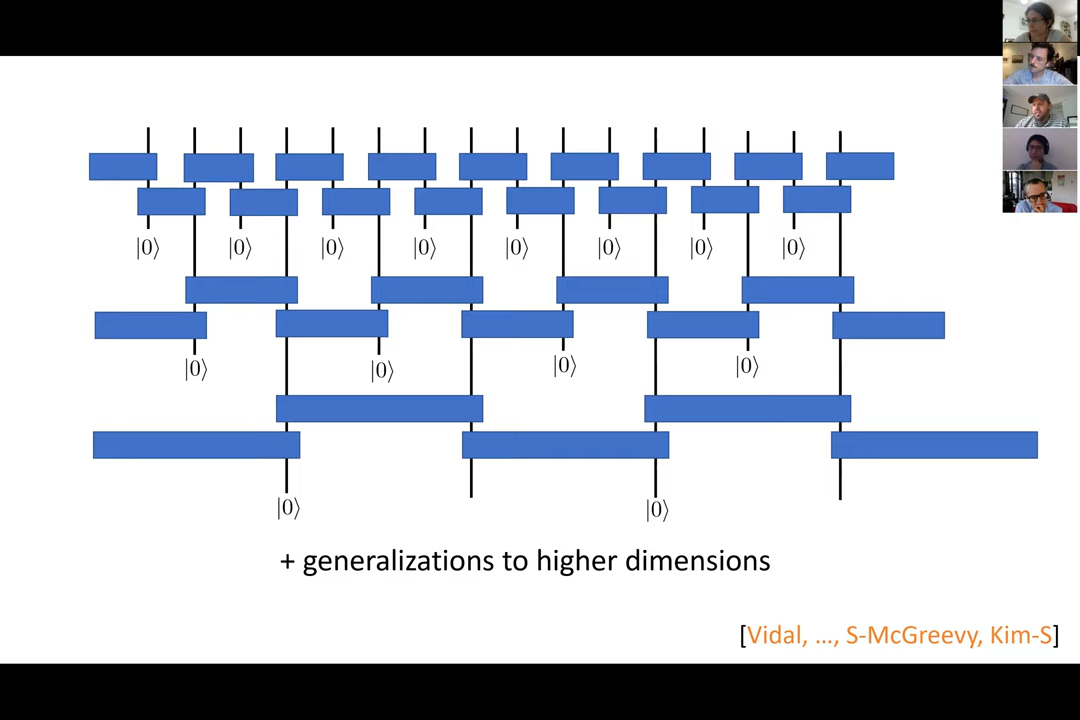 |0⟩ |0⟩ |0⟩ |0⟩ |0⟩ |0⟩ |0⟩ |0⟩
|0⟩ |0⟩ |0⟩ |0⟩
|0⟩ |0⟩
+ generalizations to higher dimensions
[Vidal, ..., S-McGreevy, Kim-S]